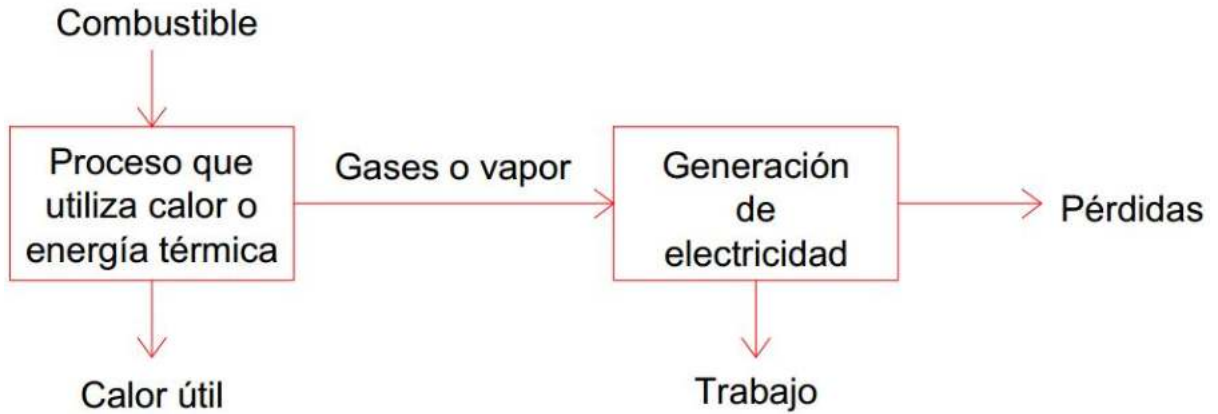 Combustible
Proceso que
utiliza calor o
energía térmica
Gases o vapor
Generación
de
electricidad
Pérdidas
Calor útil
Trabajo